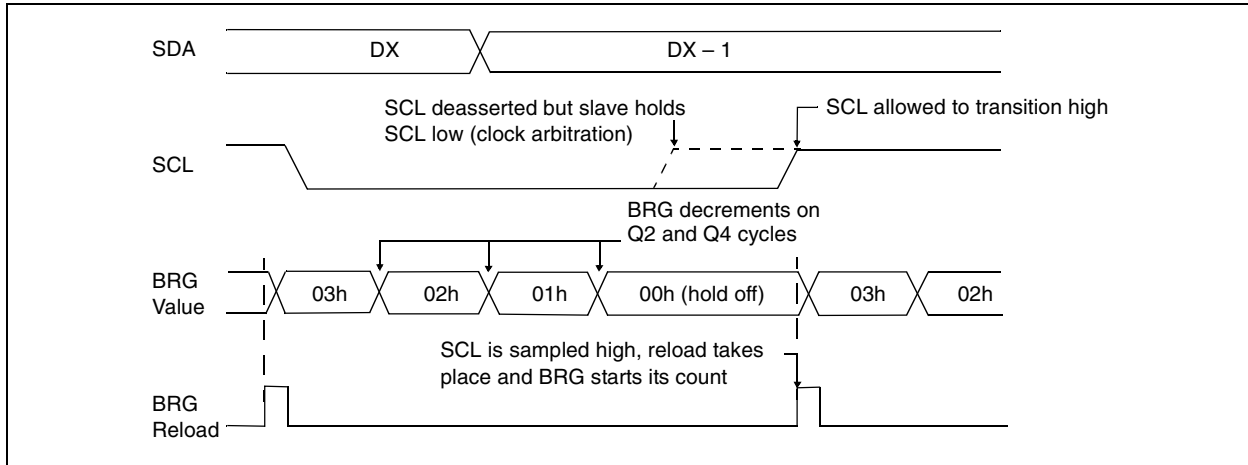 SDA
DX
DX – 1
SCL deasserted but slave holds
SCL low (clock arbitration)
SCL allowed to transition high
SCL
BRG decrements on
Q2 and Q4 cycles
BRG
Value
03h
02h
01h
00h (hold off)
03h
02h
SCL is sampled high, reload takes
place and BRG starts its count
BRG
Reload